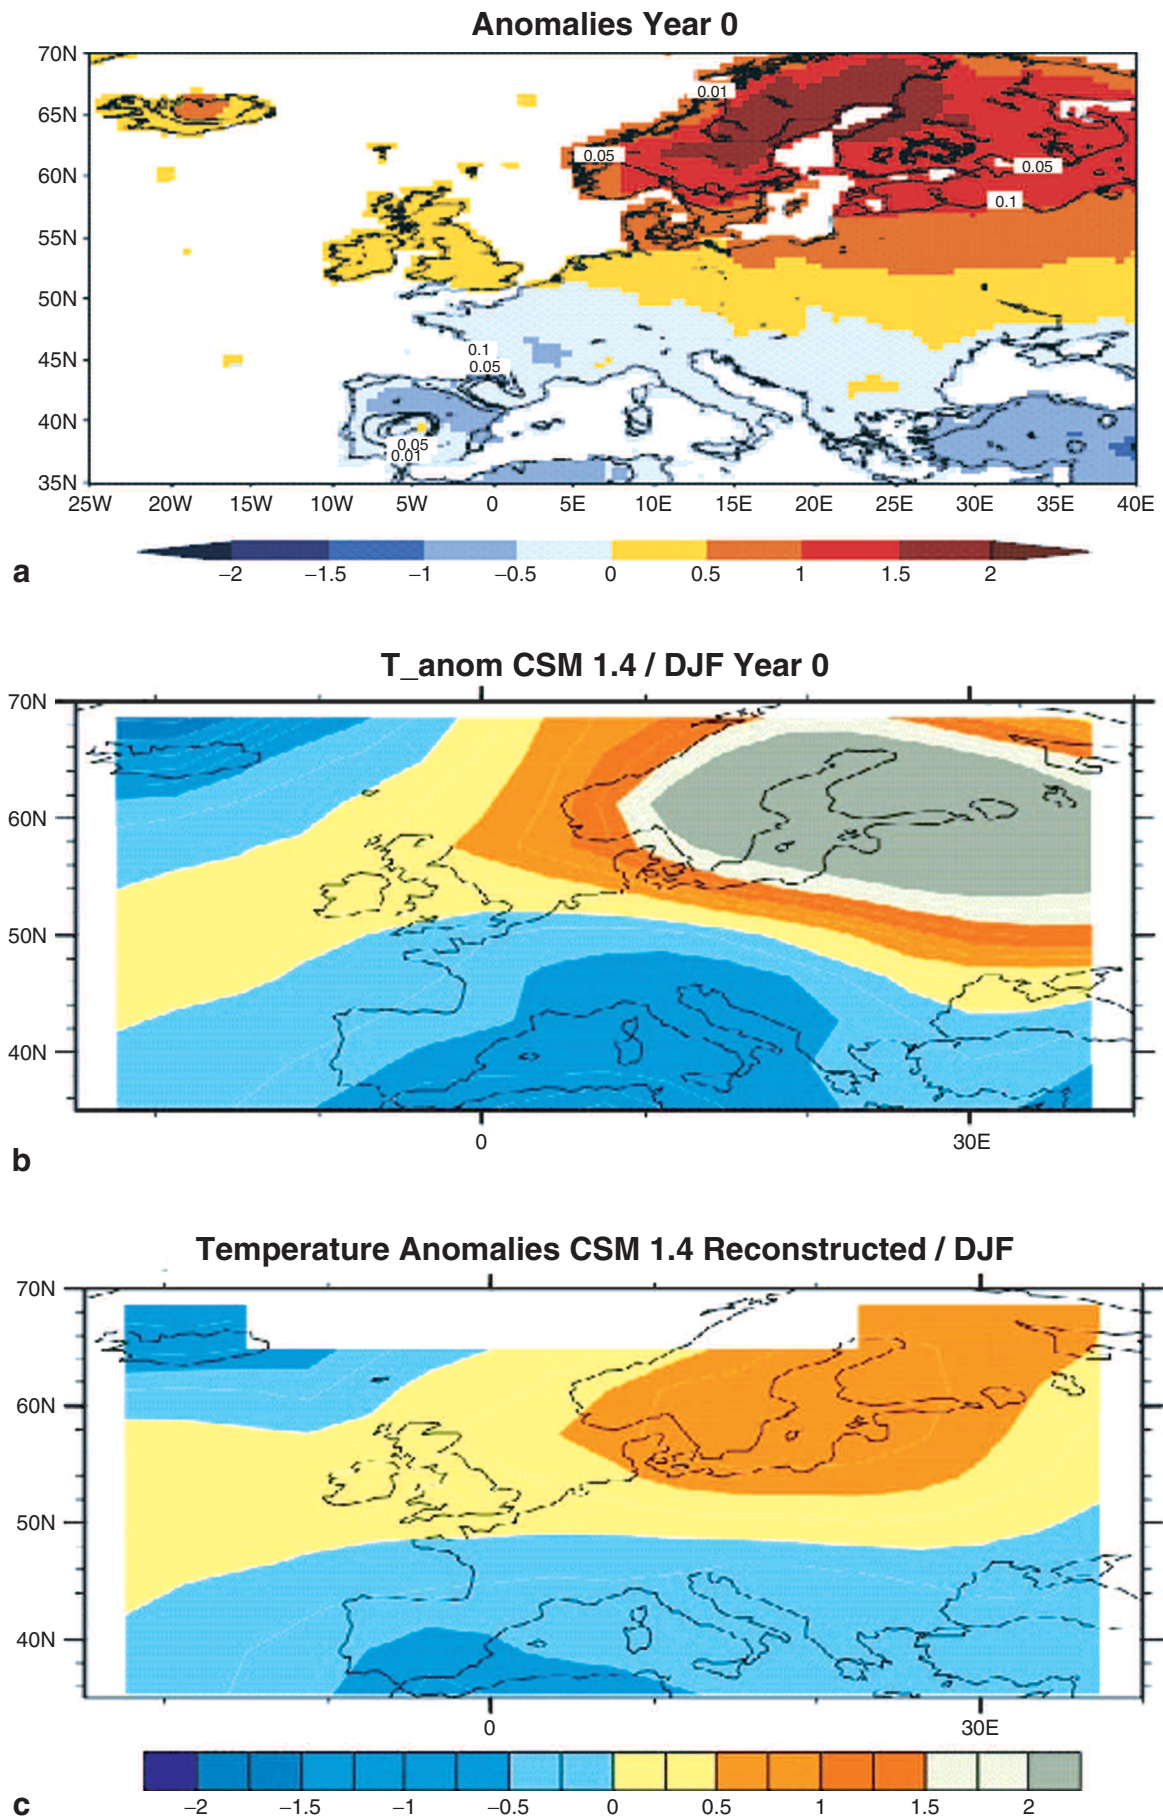 Anomalies Year 0
70N
65N
60N
55N
50N
45N
40N
35N
0.01
0.05
0.05
0.1
0.1
0.05
0.05
0.01
25W 20W 15W 10W 5W 0 5E 10E 15E 20E 25E 30E 35E 40E
−2 −1.5 −1 −0.5 0 0.5 1 1.5 2
a
T_anom CSM 1.4 / DJF Year 0
70N
60N
50N
40N
0 30E
b
Temperature Anomalies CSM 1.4 Reconstructed / DJF
70N
60N
50N
40N
0 30E
−2 −1.5 −1 −0.5 0 0.5 1 1.5 2
c